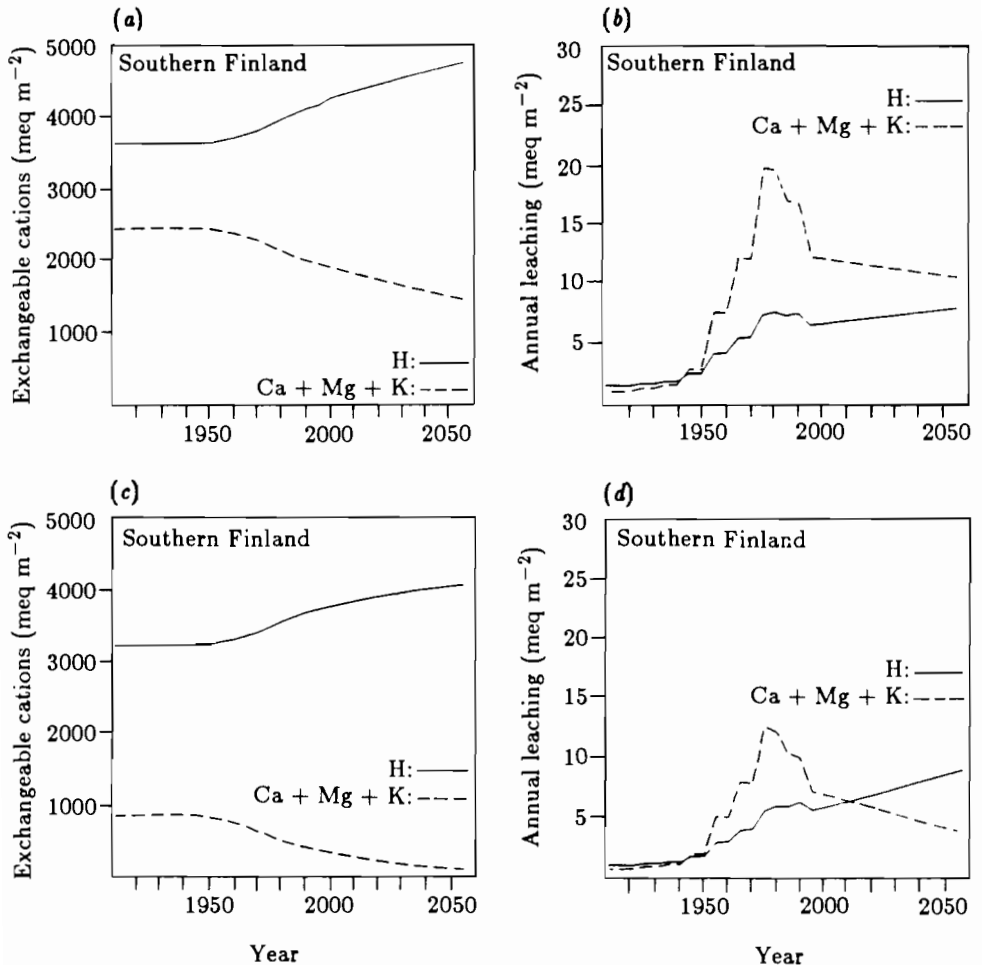 (a)
Exchangeable cations (meq m⁻²)
5000
4000
3000
2000
1000
Southern Finland
H:
Ca + Mg + K:
1950
2000
2050
(b)
Annual leaching (meq m⁻²)
30
25
20
15
10
5
Southern Finland
H:
Ca + Mg + K:
1950
2000
2050
(c)
Exchangeable cations (meq m⁻²)
5000
4000
3000
2000
1000
Southern Finland
H:
Ca + Mg + K:
1950
2000
2050
Year
(d)
Annual leaching (meq m⁻²)
30
25
20
15
10
5
Southern Finland
H:
Ca + Mg + K:
1950
2000
2050
Year